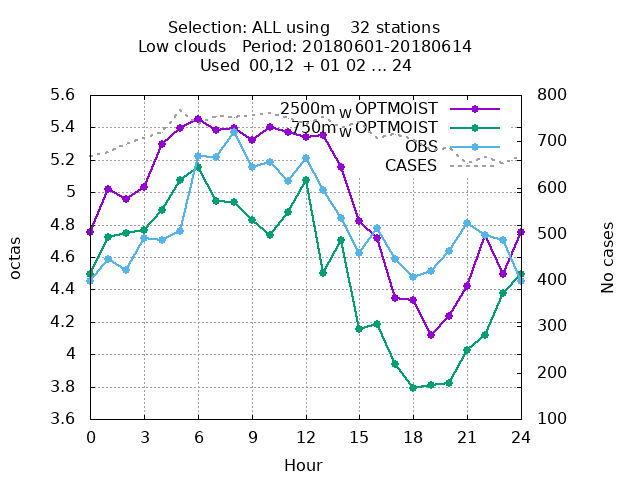 Selection: ALL using    32 stations
Low clouds   Period: 20180601-20180614
Used  00,12  + 01 02 ... 24
2500m W OPTMOIST
750m W OPTMOIST
OBS
CASES
octas
5.6
5.4
5.2
5
4.8
4.6
4.4
4.2
4
3.8
3.6
800
700
600
500
400
300
200
100
No cases
0 3 6 9 12 15 18 21 24
Hour